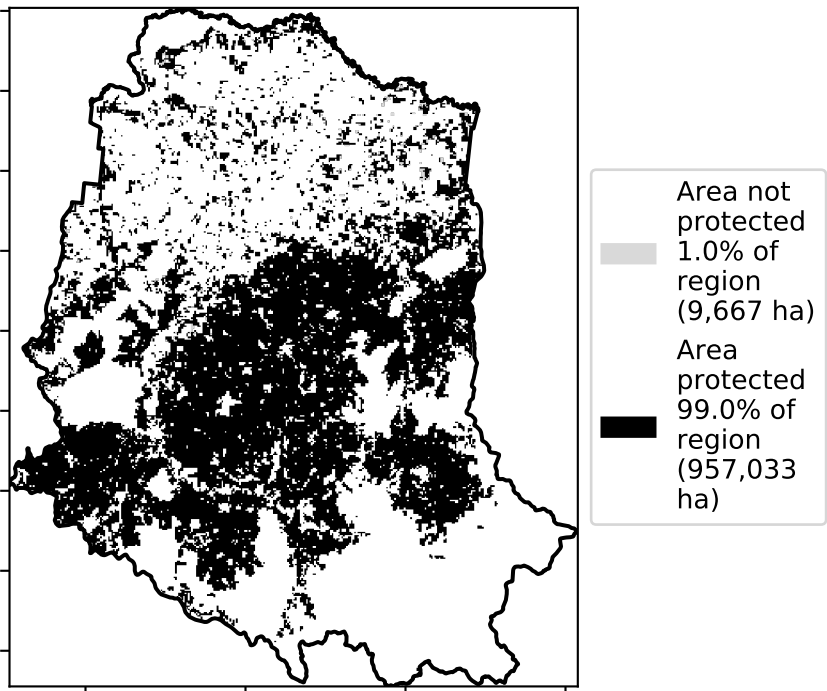 Area not
protected
1.0% of
region
(9,667 ha)
Area
protected
99.0% of
region
(957,033
ha)